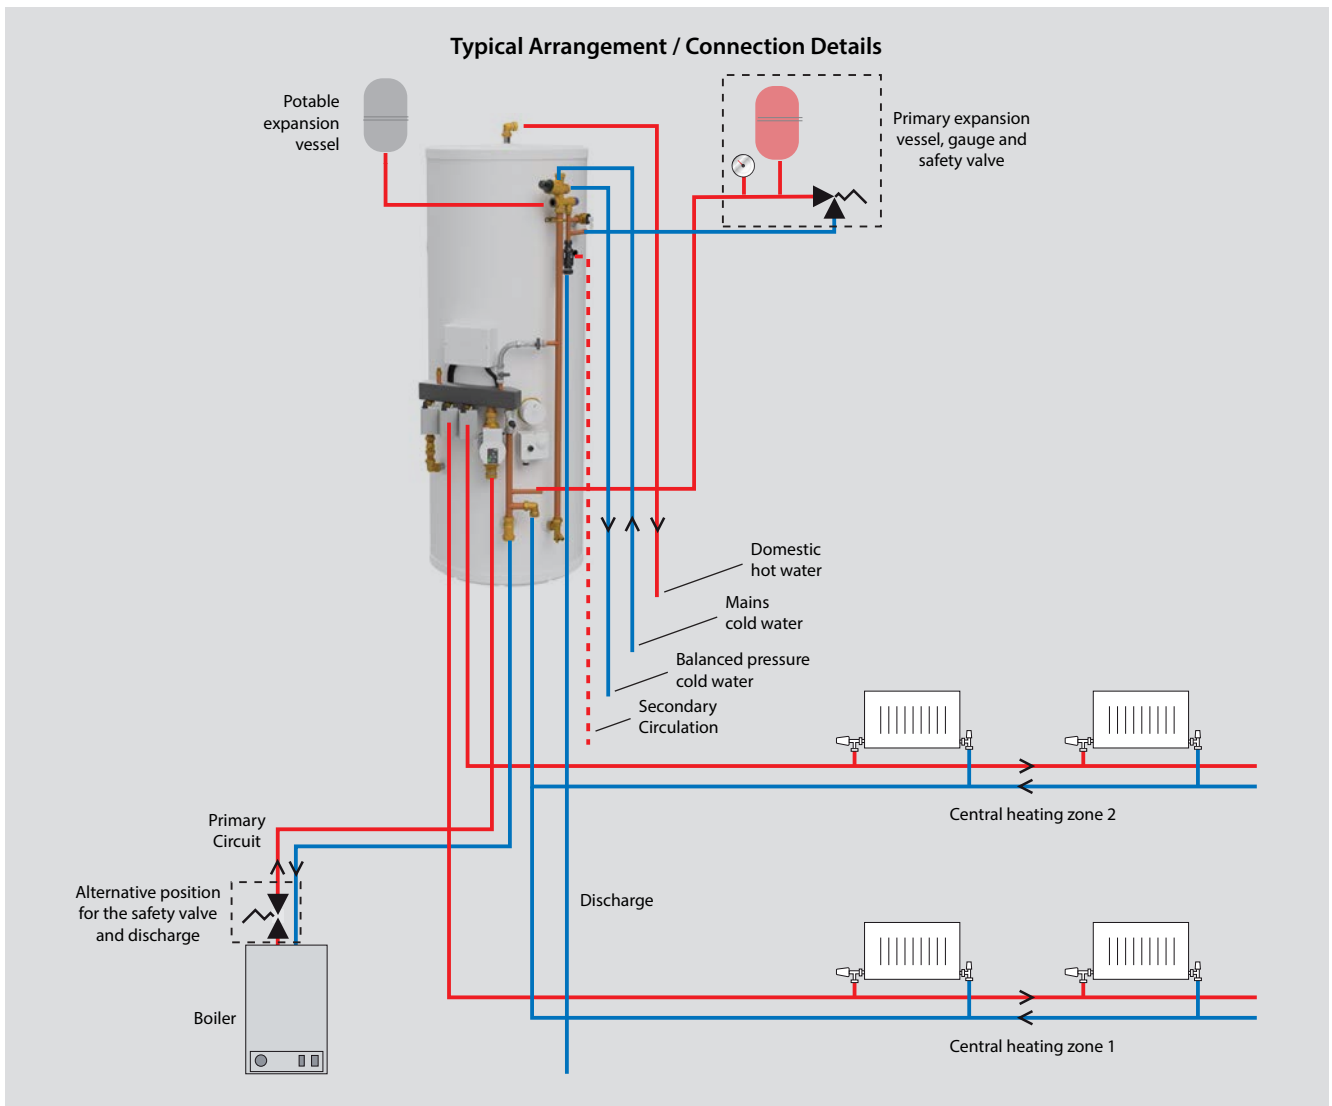 Typical Arrangement / Connection Details
Potable
expansion
vessel
Primary expansion
vessel, gauge and
safety valve
Domestic
hot water
Mains
cold water
Balanced pressure
cold water
Secondary
Circulation
Central heating zone 2
Primary
Circuit
Alternative position
for the safety valve
and discharge
Discharge
Boiler
Central heating zone 1